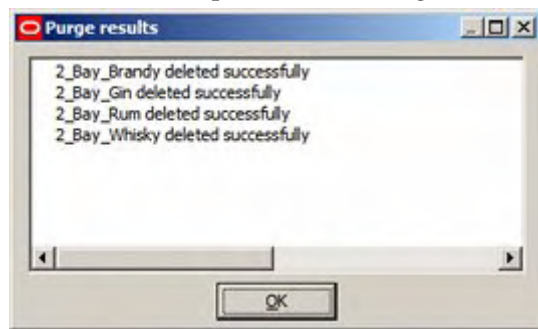 Purge results
2_Bay_Brandy deleted successfully
2_Bay_Gin deleted successfully
2_Bay_Rum deleted successfully
2_Bay_Whisky deleted successfully
OK